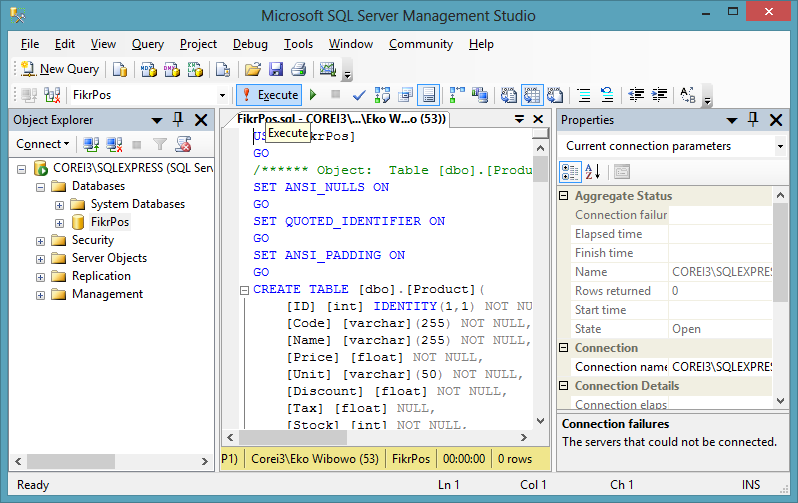 Microsoft SQL Server Management Studio
File Edit View Query Project Debug Tools Window Community Help
New Query
FikrPos Execute
Object Explorer
Connect
COREI3\SQLEXPRESS (SQL Serv
Databases
System Databases
FikrPos
Security
Server Objects
Replication
Management
FikrPos.sql - COREI3\...\Eko W...o (53))
Execute
GO
/****** Object: Table [dbo].[Produ
SET ANSI_NULLS ON
GO
SET QUOTED_IDENTIFIER ON
GO
SET ANSI_PADDING ON
GO
CREATE TABLE [dbo].[Product](
[ID] [int] IDENTITY(1,1) NOT NU
[Code] [varchar](255) NOT NULL,
[Name] [varchar](255) NOT NULL,
[Price] [float] NOT NULL,
[Unit] [varchar](50) NOT NULL,
[Discount] [float] NOT NULL,
[Tax] [float] NULL,
[Stock] [int] NOT NULL,
P1) Corei3\Eko Wibowo (53) FikrPos 00:00:00 0 rows
Properties
Current connection parameters
Aggregate Status
Connection failur
Elapsed time
Finish time
Name COREI3\SQLEXPRES
Rows returned 0
Start time
State Open
Connection
Connection name COREI3\SQLEXPRES
Connection Details
Connection elaps
Connection failures
The servers that could not be connected.
Ready Ln 1 Col 1 Ch 1 INS